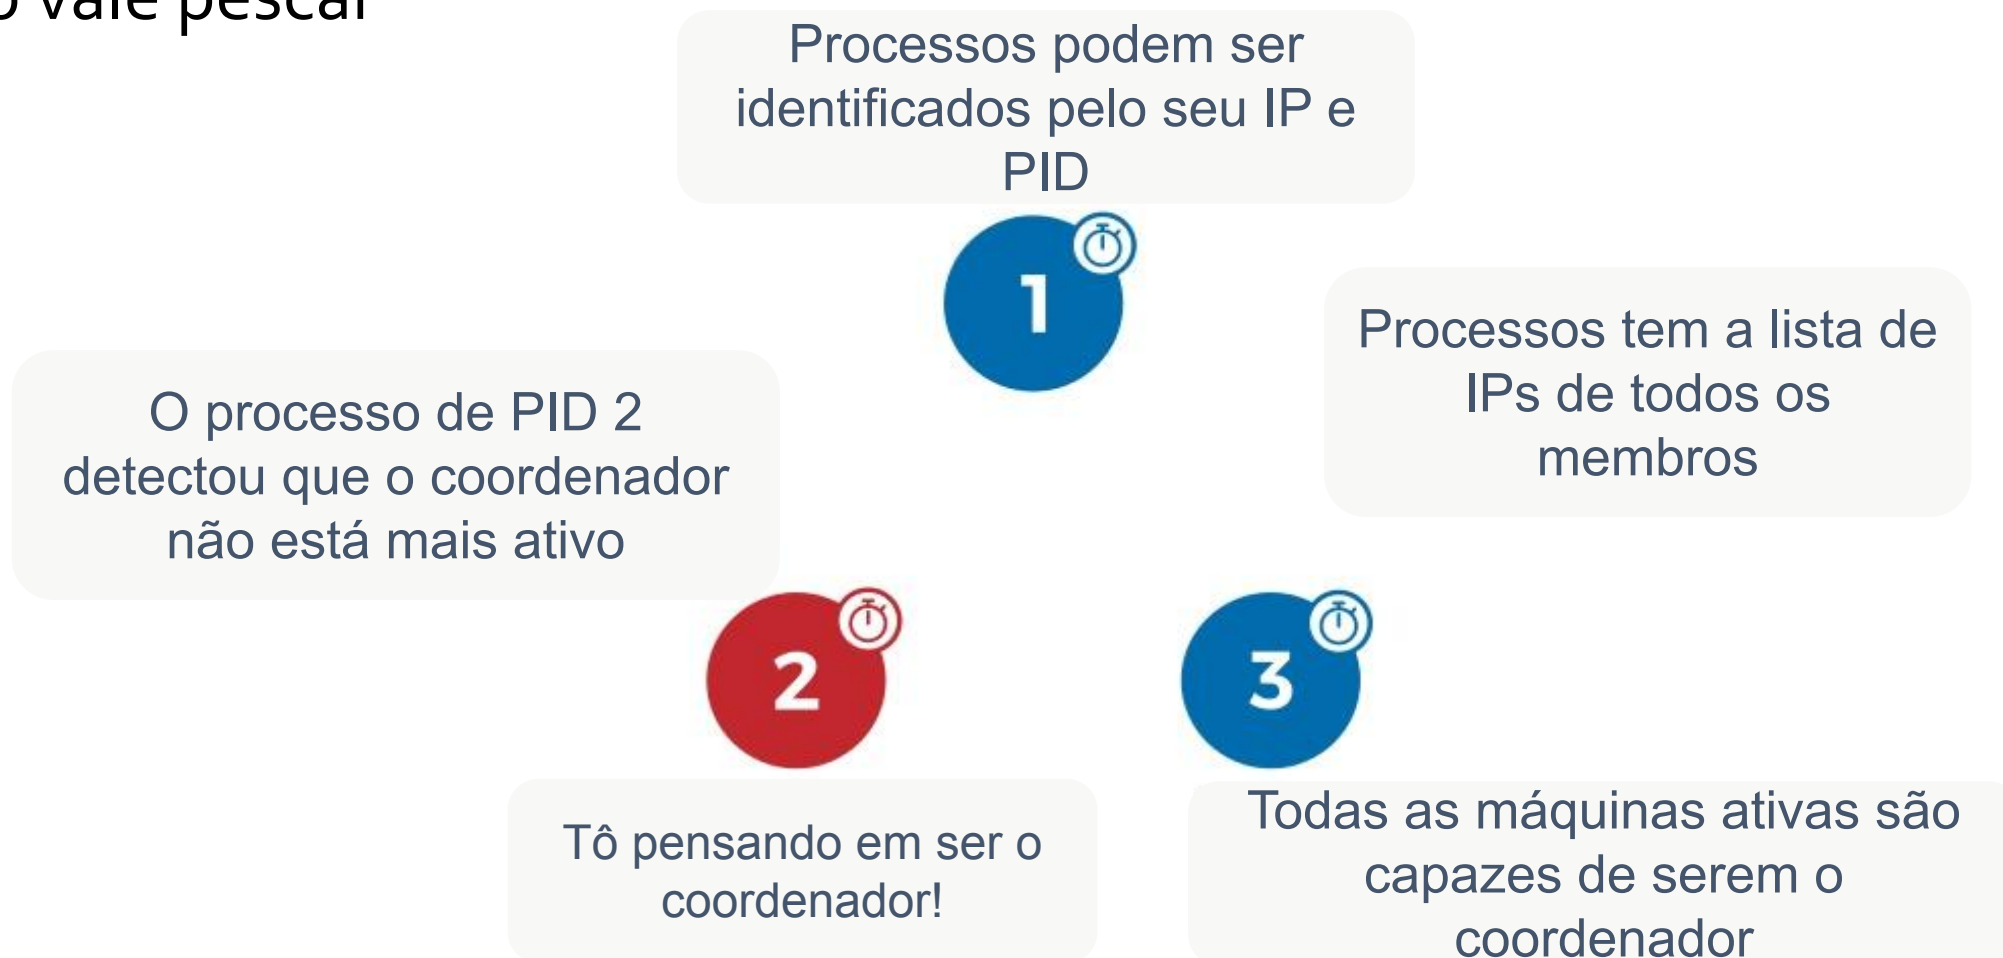 vale pescar
Processos podem ser
identificados pelo seu IP e
PID
1
Processos tem a lista de
IPs de todos os
membros
O processo de PID 2
detectou que o coordenador
não está mais ativo
2
3
Tô pensando em ser o
coordenador!
Todas as máquinas ativas são
capazes de serem o
coordenador